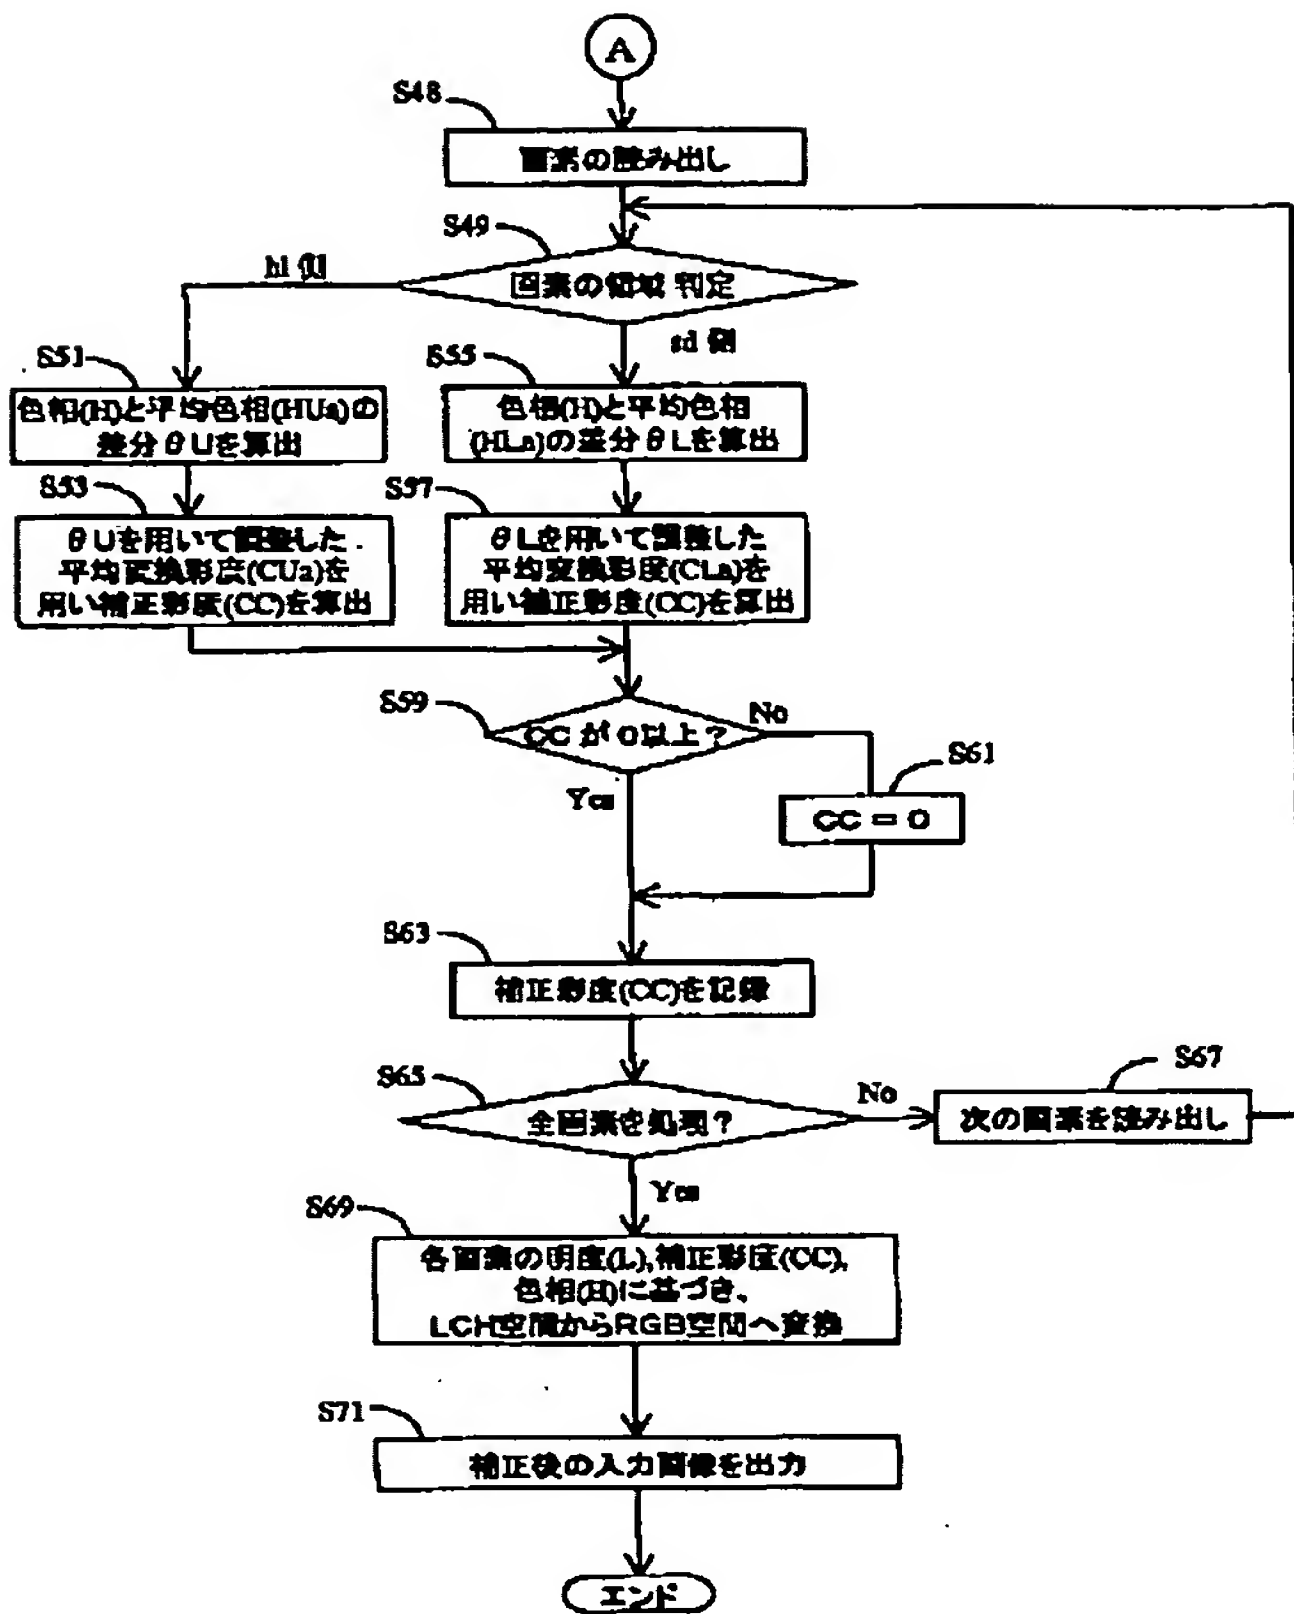 A
S48
画素の読み出し
S49
画素の領域 判定
hl 側
sd 側
S51
色相(H)と平均色相(HUa)の
差分θUを算出
S55
色相(H)と平均色相
(HLa)の差分θLを算出
S53
θUを用いて調整した
平均変換彩度(CUa)を
用い補正彩度(CC)を算出
S57
θLを用いて調整した
平均変換彩度(CLa)を
用い補正彩度(CC)を算出
S59
CC が 0以上？
No
Yes
S61
CC = 0
S63
補正彩度(CC)を記録
S65
全画素を処理？
No
S67
次の画素を読み出し
Yes
S69
各画素の明度(L),補正彩度(CC),
色相(H)に基づき、
LCH空間からRGB空間へ変換
S71
補正後の入力画像を出力
エンド